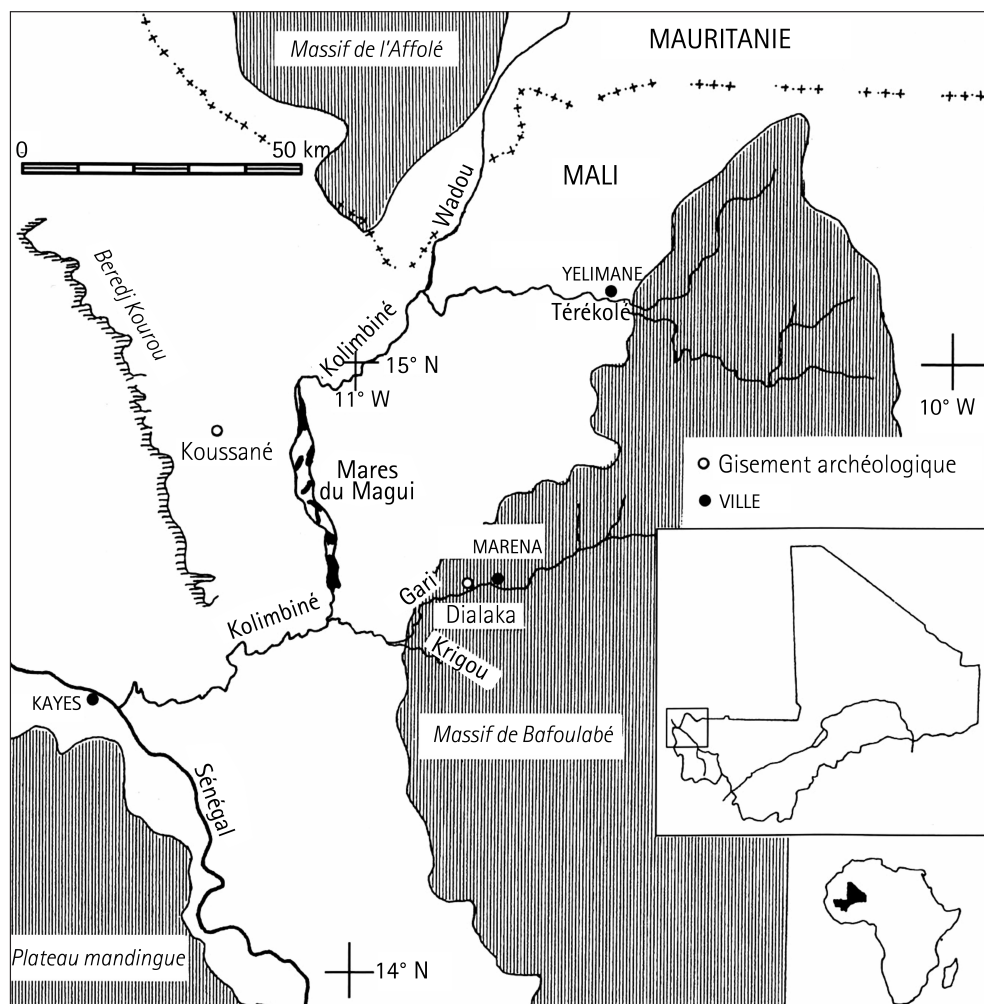 Massif de l'Affolé
MAURITANIE
0 50 km
MALI
Wadou
Beredj Kourou
YELIMANE
Térékolé
Kolimbiné
15° N
11° W
10° W
Koussané
Mares
du Magui
Gisement archéologique
VILLE
MARENA
Gari
Dialaka
Kolimbiné
Krigou
KAYES
Massif de Bafoulabé
Sénégal
Plateau mandingue
14° N